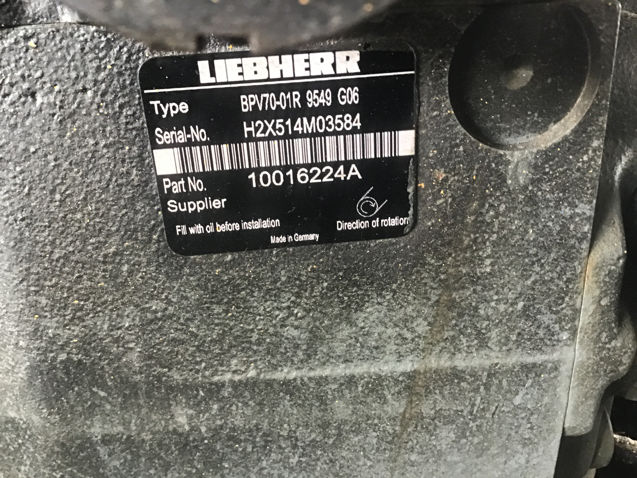 LIEBHERR
Type BPV70-01R 9549 G06
Serial-No. H2X514M03584
Part No. 10016224A
Supplier
Fill with oil before installation Direction of rotation
Made in Germany